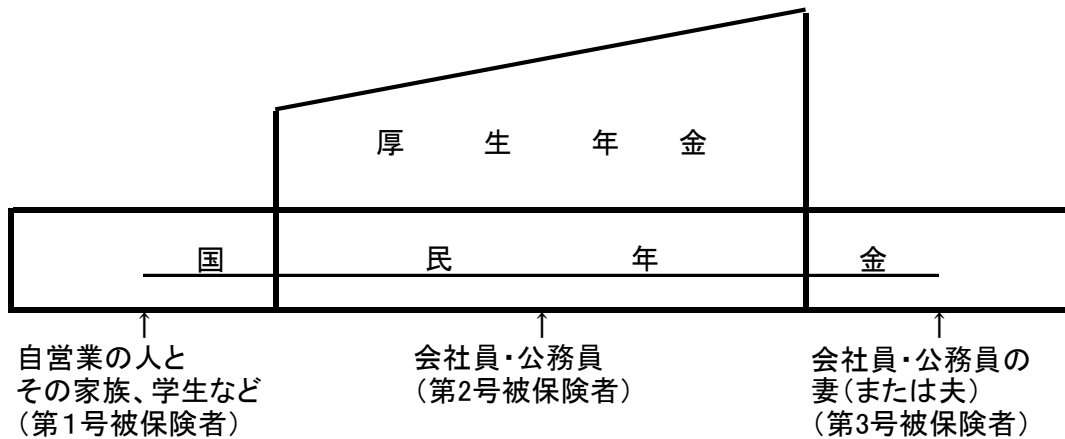 厚生年金
国民年金
↑
自営業の人と
その家族、学生など
（第１号被保険者）
↑
会社員・公務員
（第2号被保険者）
↑
会社員・公務員の
妻（または夫）
（第3号被保険者）